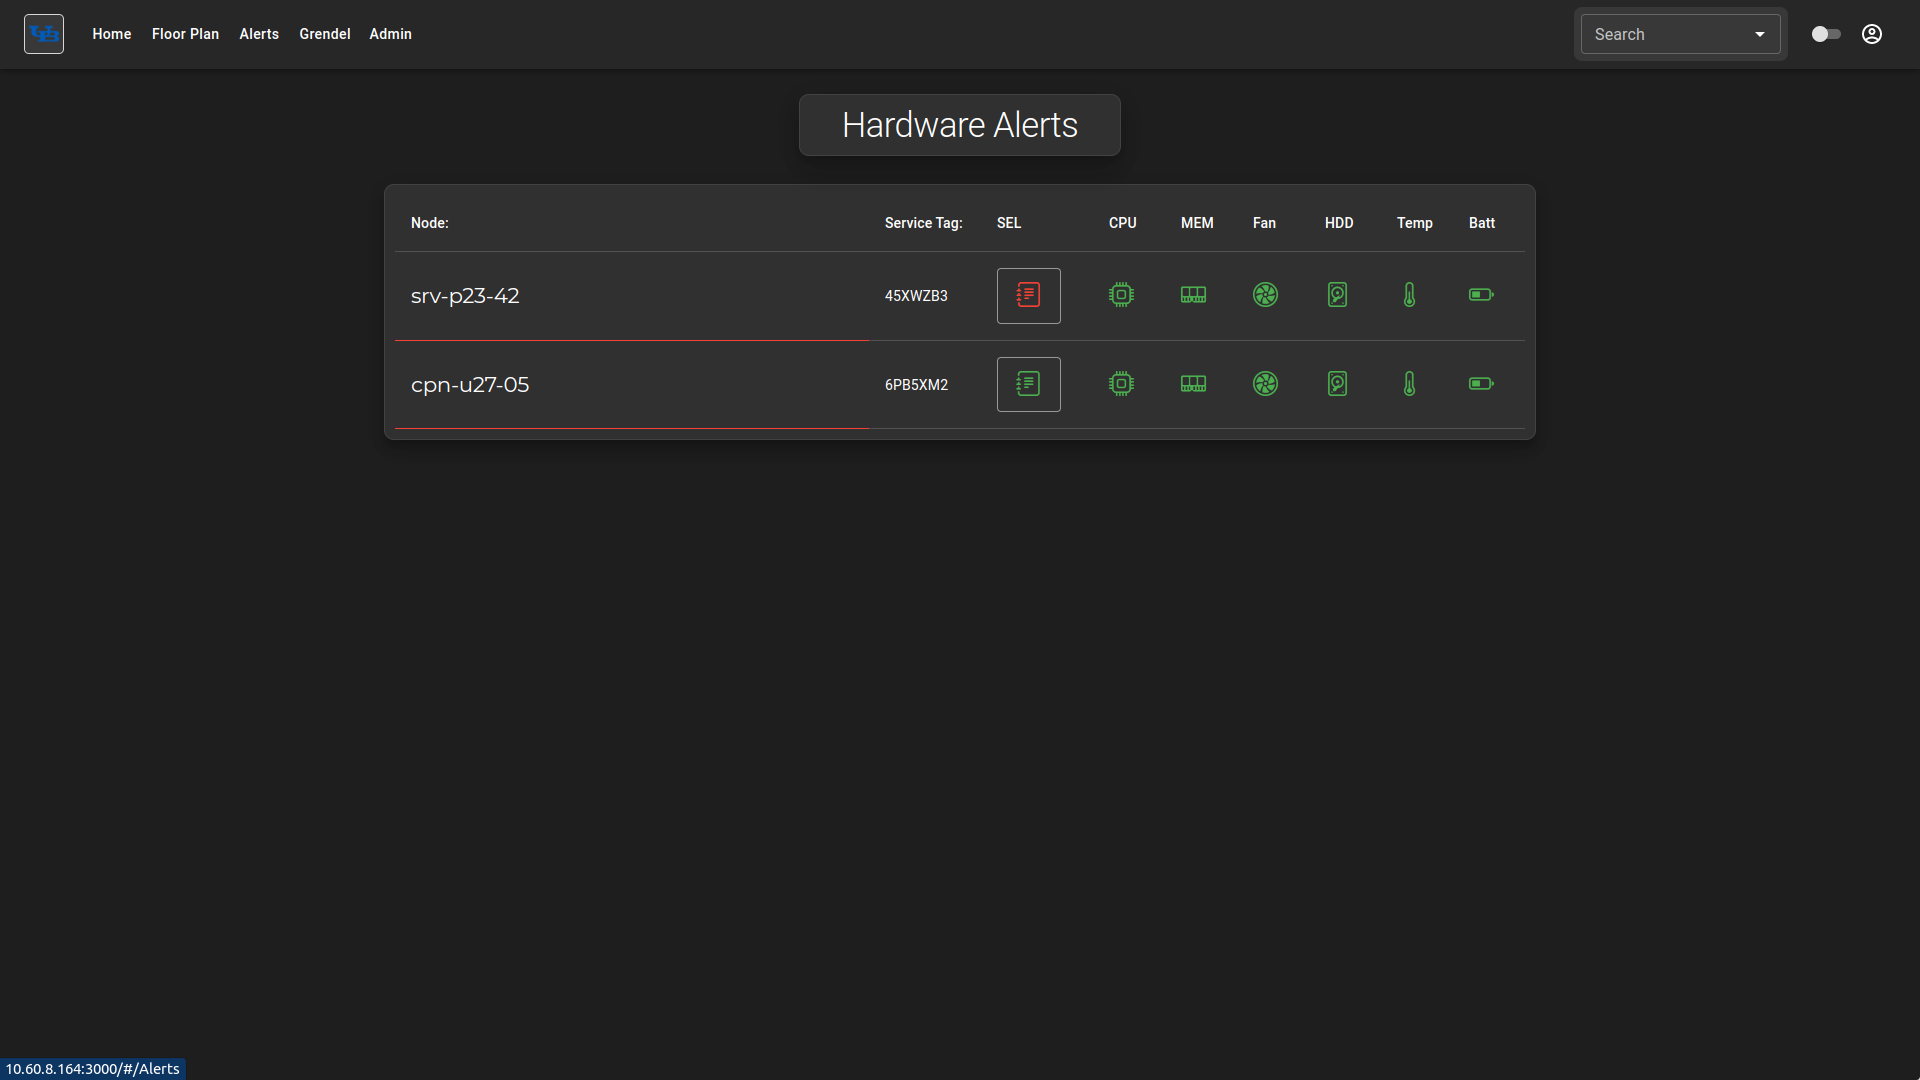 UB
Home Floor Plan Alerts Grendel Admin
Search
Hardware Alerts
Node: Service Tag: SEL CPU MEM Fan HDD Temp Batt
srv-p23-42 45XWZB3
cpn-u27-05 6PB5XM2
10.60.8.164:3000/#/Alerts